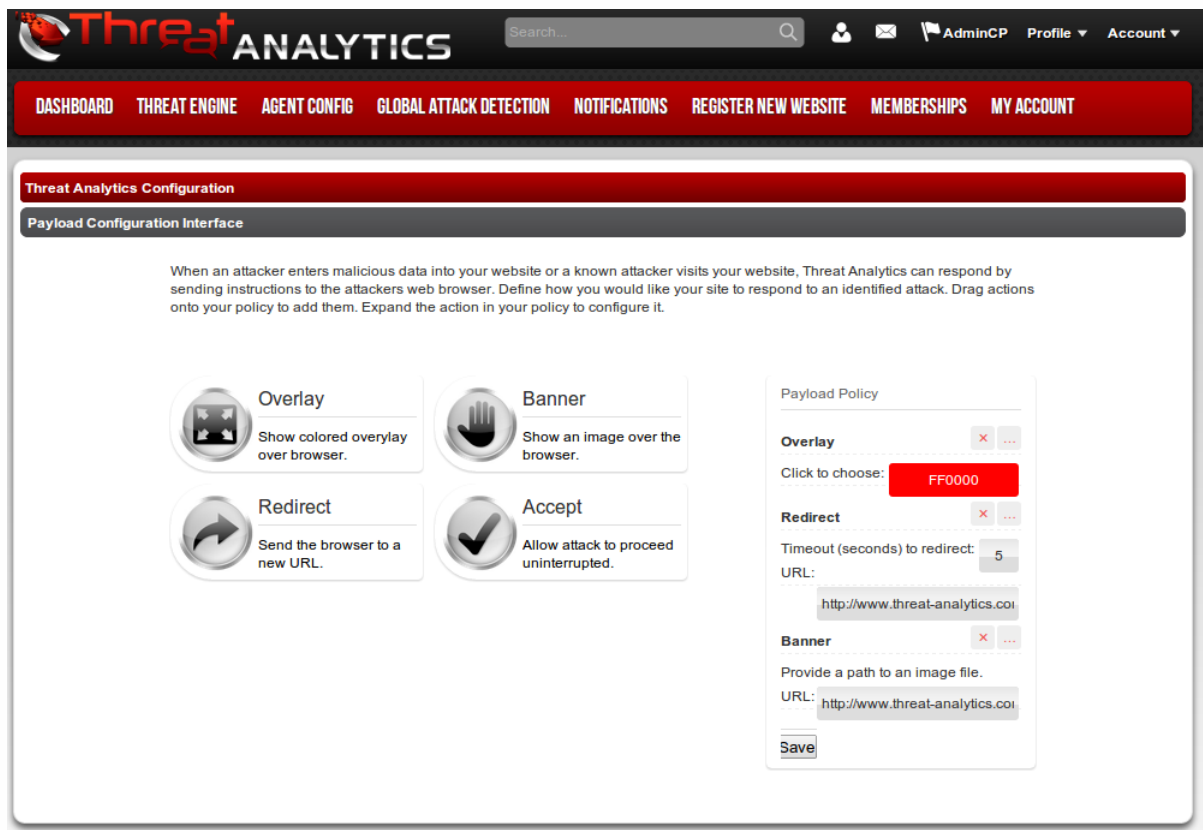 Threat ANALYTICS
Search...
AdminCP Profile ▼ Account ▼
DASHBOARD THREAT ENGINE AGENT CONFIG GLOBAL ATTACK DETECTION NOTIFICATIONS REGISTER NEW WEBSITE MEMBERSHIPS MY ACCOUNT
Threat Analytics Configuration
Payload Configuration Interface
When an attacker enters malicious data into your website or a known attacker visits your website, Threat Analytics can respond by
sending instructions to the attackers web browser. Define how you would like your site to respond to an identified attack. Drag actions
onto your policy to add them. Expand the action in your policy to configure it.
Overlay
Show colored overylay
over browser.
Banner
Show an image over the
browser.
Redirect
Send the browser to a
new URL.
Accept
Allow attack to proceed
uninterrupted.
Payload Policy
Overlay × ...
Click to choose: FF0000
Redirect × ...
Timeout (seconds) to redirect: 5
URL:
http://www.threat-analytics.co
Banner × ...
Provide a path to an image file.
URL: http://www.threat-analytics.co
Save